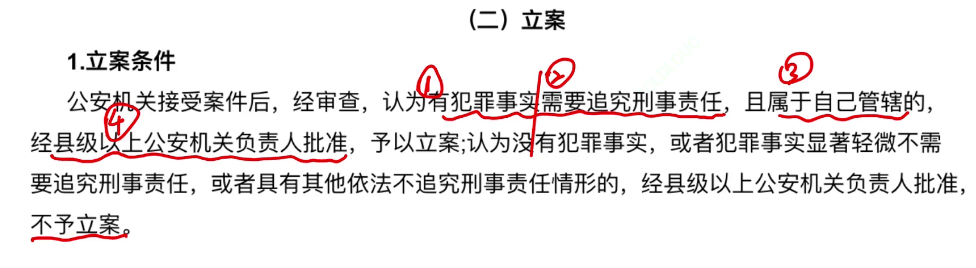 （二）立案
1.立案条件
① ② ③
公安机关接受案件后，经审查，认为有犯罪事实需要追究刑事责任，且属于自己管辖的，
④
经县级以上公安机关负责人批准，予以立案;认为没有犯罪事实，或者犯罪事实显著轻微不需
要追究刑事责任，或者具有其他依法不追究刑事责任情形的，经县级以上公安机关负责人批准，
不予立案。